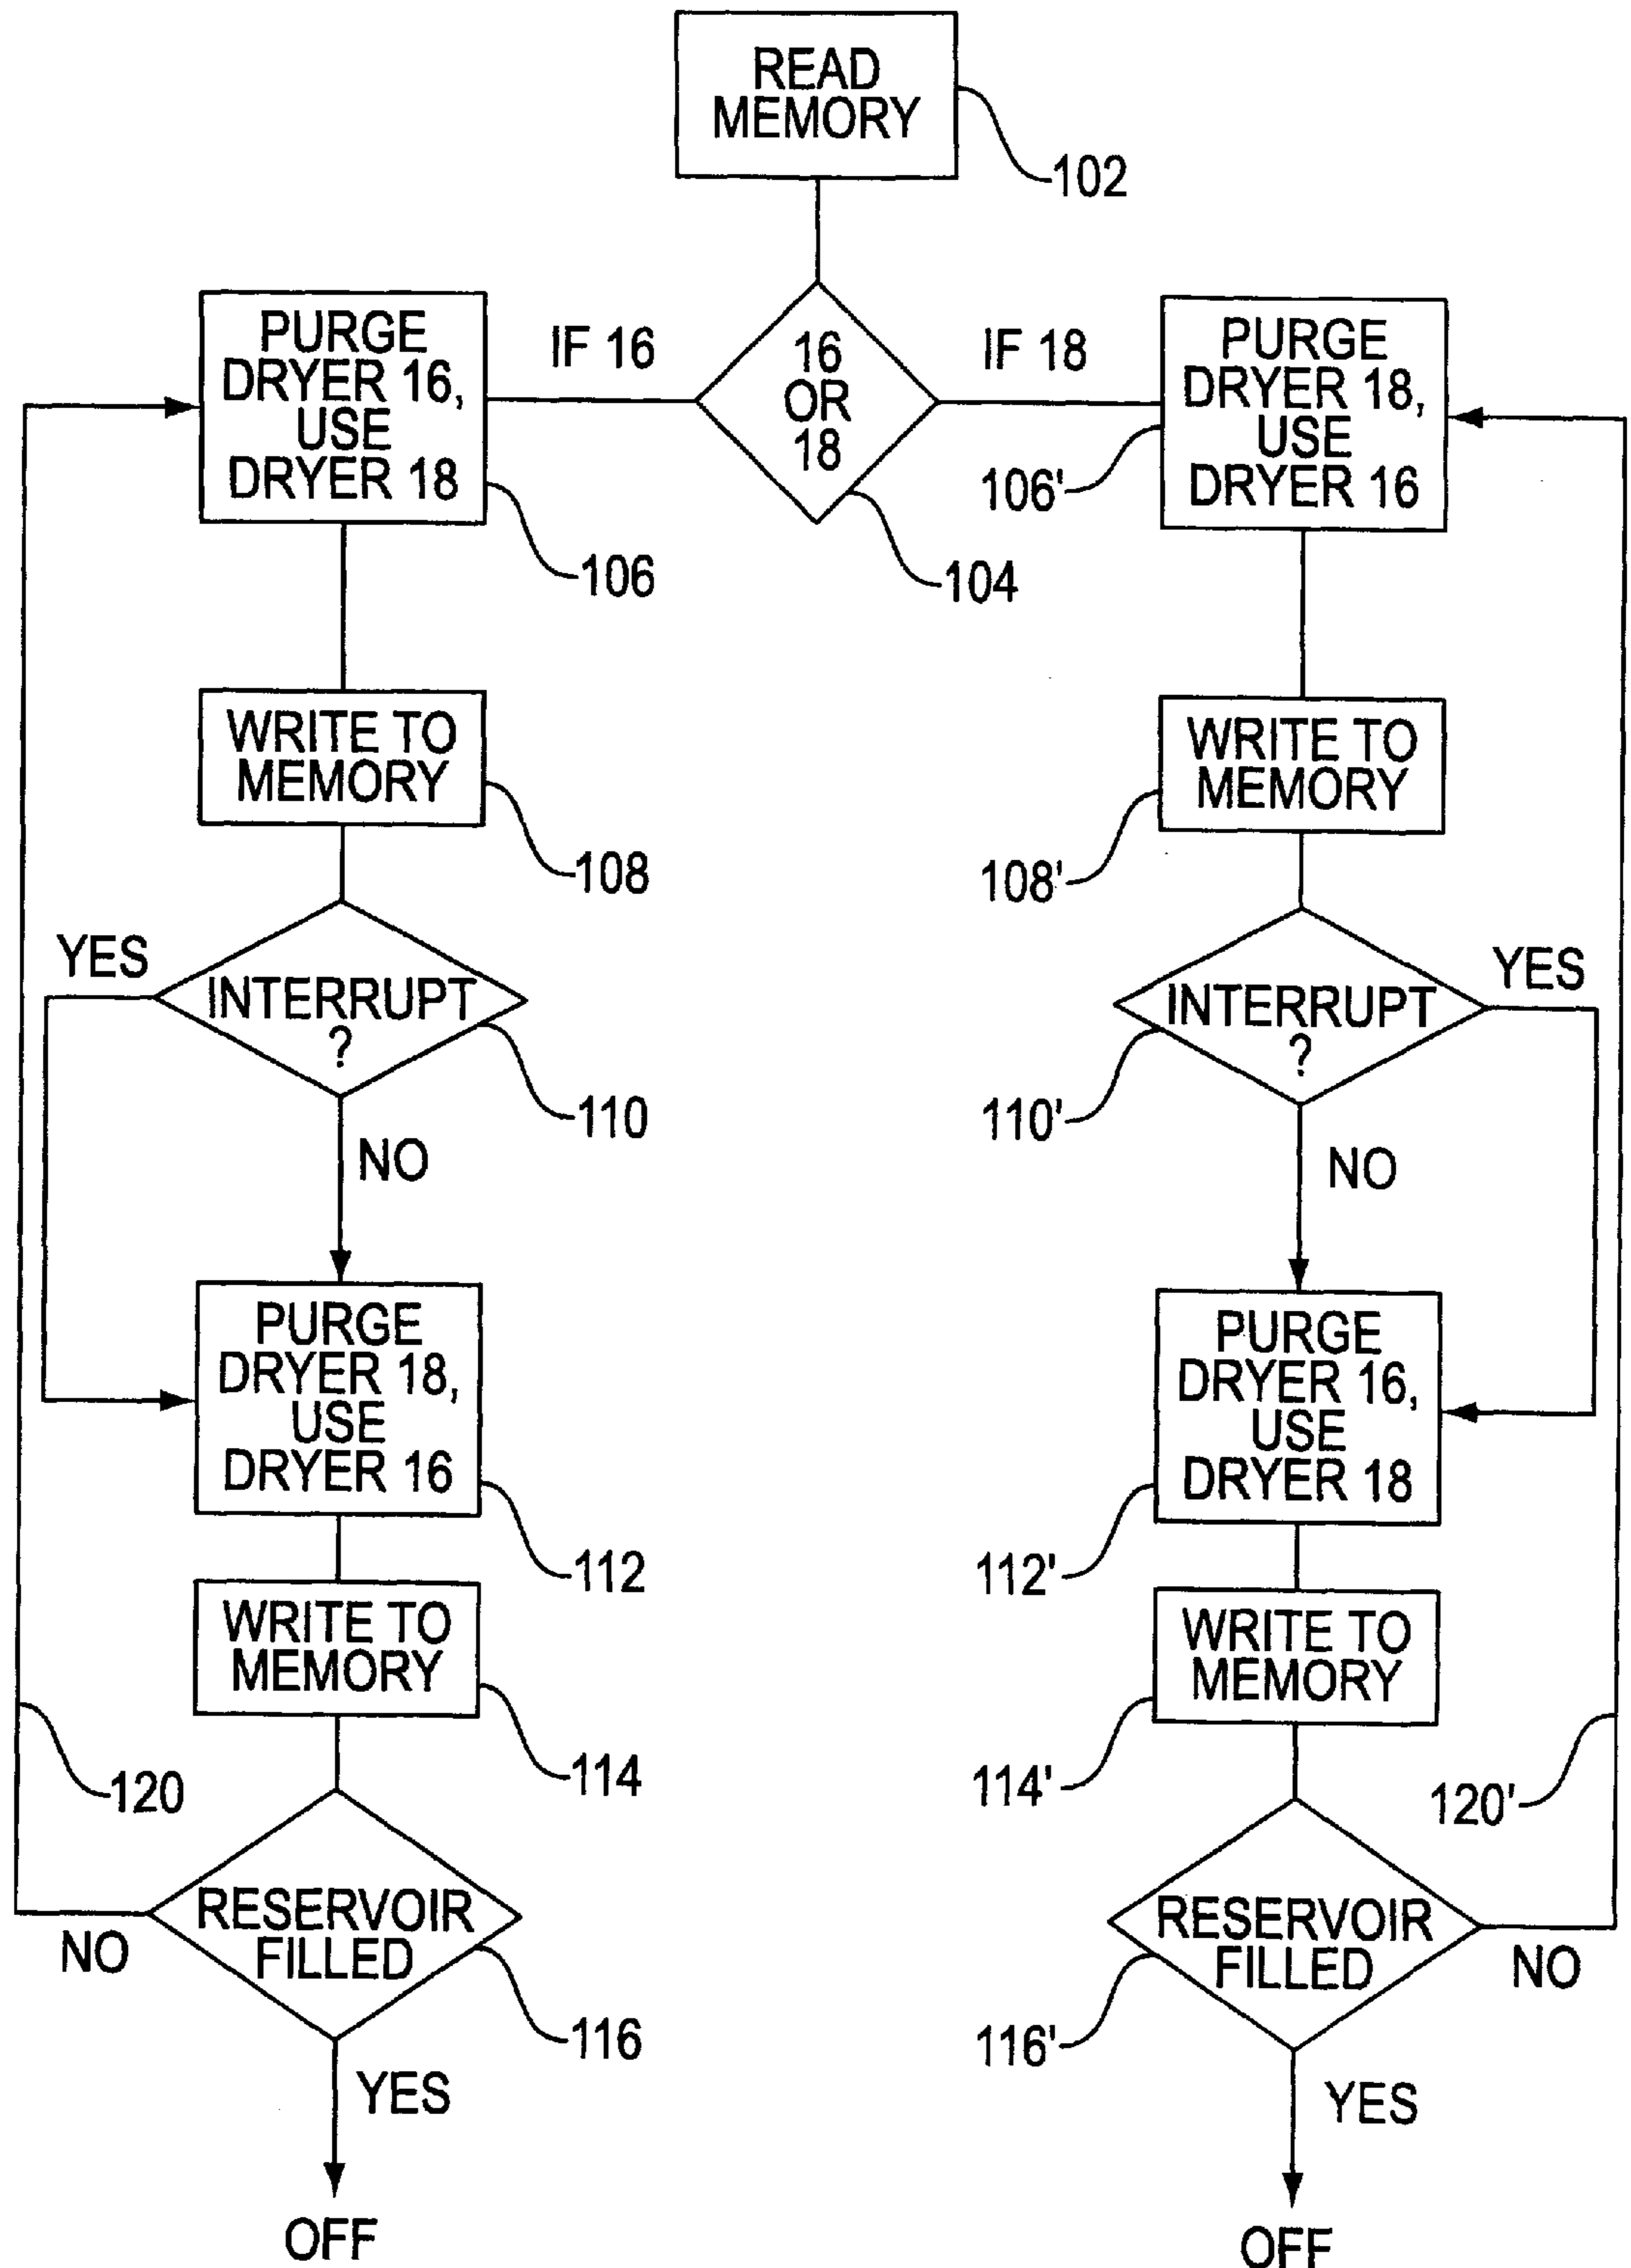 READ
MEMORY
102
PURGE
DRYER 16,
USE
DRYER 18
IF 16
16
OR
18
IF 18
PURGE
DRYER 18,
USE
DRYER 16
106
104
106'
WRITE TO
MEMORY
108
WRITE TO
MEMORY
108'
YES
INTERRUPT
?
110
NO
INTERRUPT
?
YES
110'
NO
PURGE
DRYER 18,
USE
DRYER 16
112
PURGE
DRYER 16,
USE
DRYER 18
112'
WRITE TO
MEMORY
114
WRITE TO
MEMORY
114'
120
120'
RESERVOIR
FILLED
NO
116
YES
OFF
RESERVOIR
FILLED
NO
116'
YES
OFF